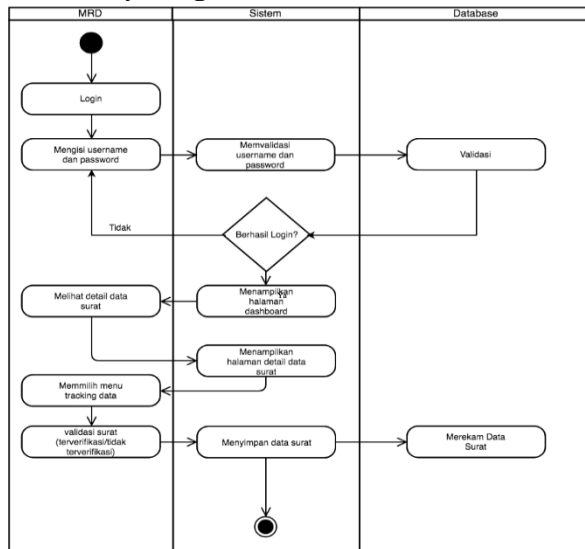 MRD
Sistem
Database
Login
Mengisi username
dan password
Memvalidasi
username dan
password
Validasi
Tidak
Berhasil Login?
Ya
Menampilkan
halaman
dashboard
Melihat detail data
surat
Menampilkan
halaman detail data
surat
Memmilih menu
tracking data
validasi surat
(terverifikasi/tidak
terverifikasi)
Menyimpan data surat
Merekam Data
Surat